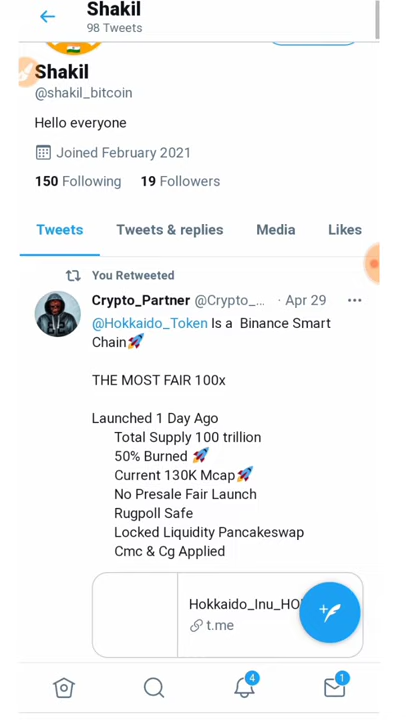 Shakil
98 Tweets
Shakil
@shakil_bitcoin
Hello everyone
Joined February 2021
150 Following 19 Followers
Tweets Tweets & replies Media Likes
You Retweeted
Crypto_Partner @Crypto_... · Apr 29
@Hokkaido_Token Is a Binance Smart
Chain🚀
THE MOST FAIR 100x
Launched 1 Day Ago
Total Supply 100 trillion
50% Burned 🚀
Current 130K Mcap🚀
No Presale Fair Launch
Rugpoll Safe
Locked Liquidity Pancakeswap
Cmc & Cg Applied
Hokkaido_Inu_HO
t.me
4 1